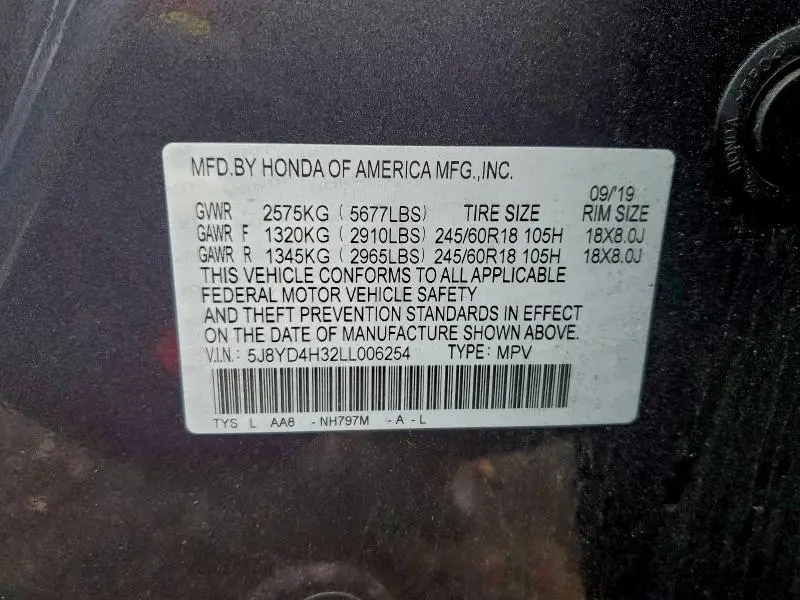 MFD.BY HONDA OF AMERICA MFG.,INC.
09/'19
GVWR 2575KG ( 5677LBS) TIRE SIZE RIM SIZE
GAWR F 1320KG ( 2910LBS) 245/60R18 105H 18X8.0J
GAWR R 1345KG ( 2965LBS) 245/60R18 105H 18X8.0J
THIS VEHICLE CONFORMS TO ALL APPLICABLE
FEDERAL MOTOR VEHICLE SAFETY
AND THEFT PREVENTION STANDARDS IN EFFECT
ON THE DATE OF MANUFACTURE SHOWN ABOVE.
V.I.N.: 5J8YD4H32LL006254 TYPE: MPV
TYS L AA8 - NH797M - A - L
HONDA